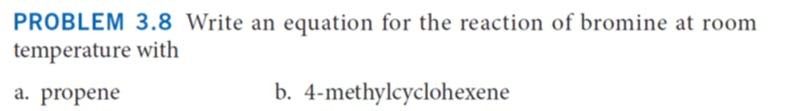 PROBLEM 3.8 Write an equation for the reaction of bromine at room
temperature with
a. propene b. 4-methylcyclohexene